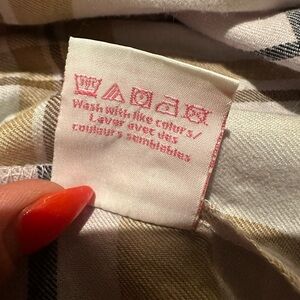 Wash with like colors/
Laver avec des
couleurs semblables